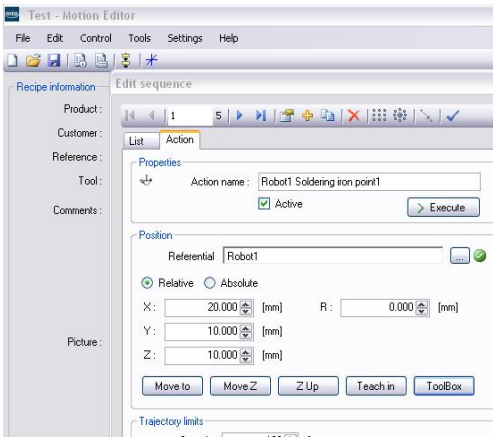 mta Test - Motion Editor
File Edit Control Tools Settings Help
Recipe information
Product :
Customer :
Reference :
Tool :
Comments :
Picture :
Edit sequence
1 5
List Action
Properties
Action name : Robot1 Soldering iron point1
Active
> Execute
Position
Referential Robot1 ...
Relative Absolute
X : 20.000 [mm] R : 0.000 [mm]
Y : 10.000 [mm]
Z : 10.000 [mm]
Move to Move Z Z Up Teach in ToolBox
Trajectory limits